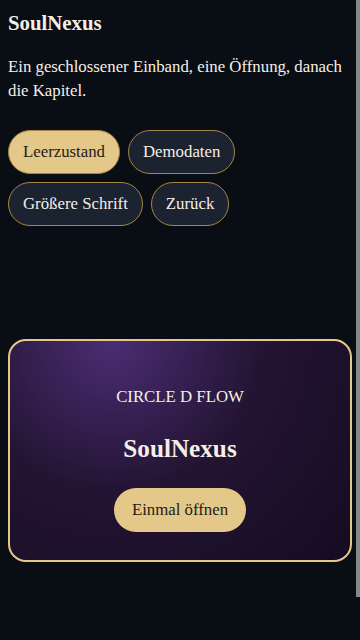 SoulNexus
Ein geschlossener Einband, eine Öffnung, danach
die Kapitel.
Leerzustand
Demodaten
Größere Schrift
Zurück
CIRCLE D FLOW
SoulNexus
Einmal öffnen